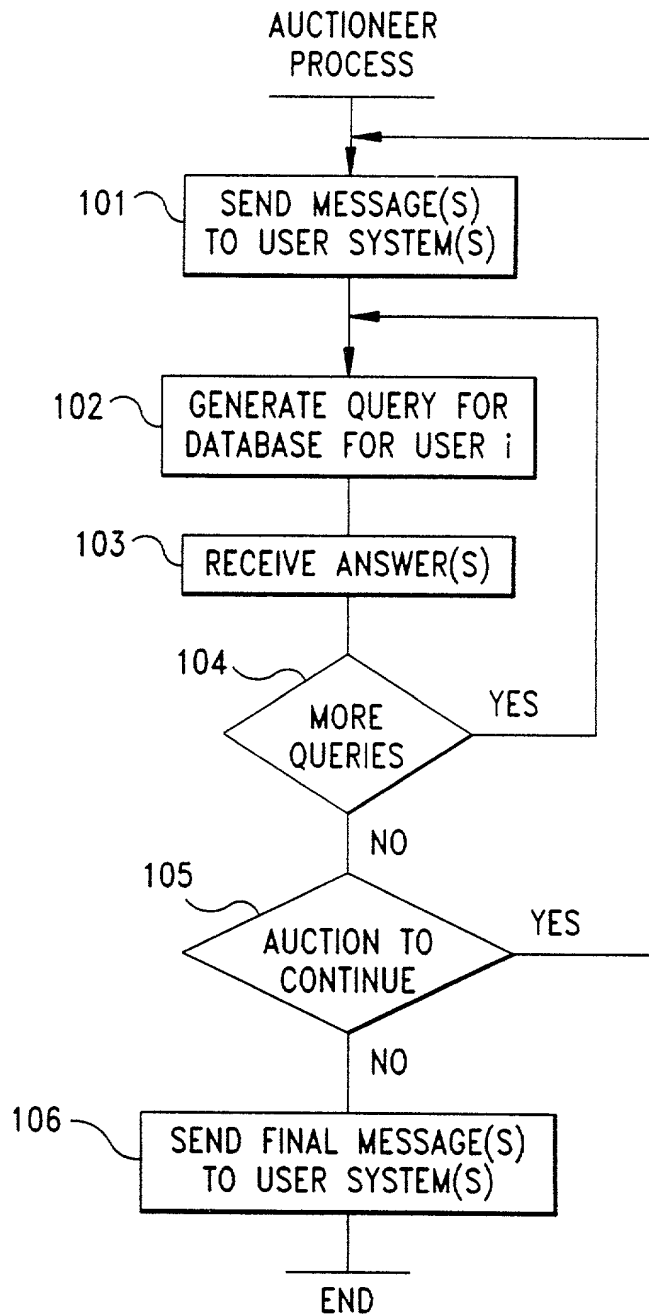 AUCTIONEER
PROCESS
101
SEND MESSAGE(S)
TO USER SYSTEM(S)
102
GENERATE QUERY FOR
DATABASE FOR USER i
103
RECEIVE ANSWER(S)
104
MORE
QUERIES
YES
NO
105
AUCTION TO
CONTINUE
YES
NO
106
SEND FINAL MESSAGE(S)
TO USER SYSTEM(S)
END